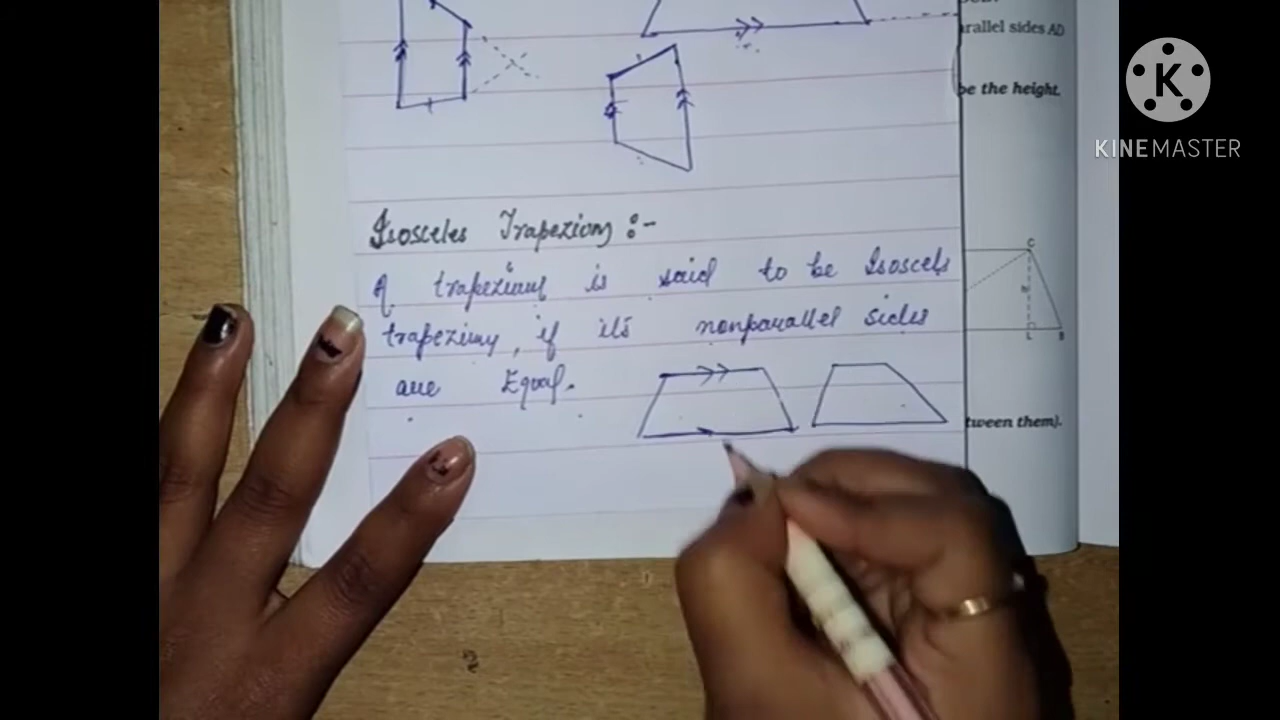 rallel sides AD
be the height.
K
KINEMASTER
Isosceles Trapezium :-
A trapezium is said to be Isoscels
trapezium, if its nonparallel sides
are Equal.
C
h
L B
tween them).